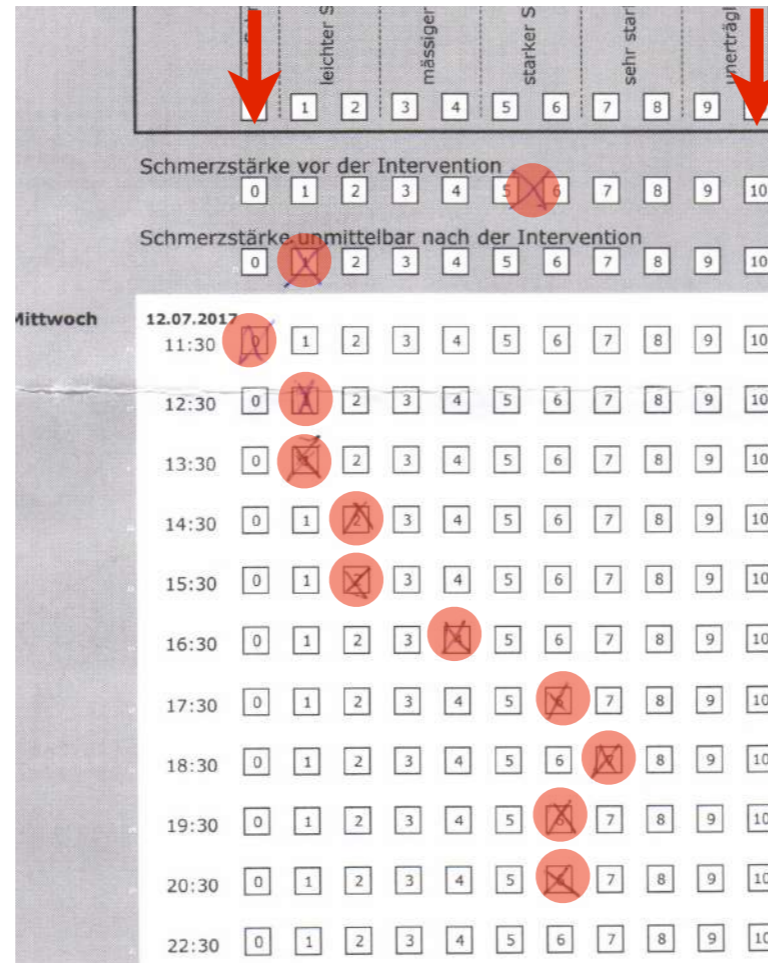 leichter S
mässiger
starker S
sehr star
unerträgl
1 2 3 4 5 6 7 8 9
Schmerzstärke vor der Intervention
0 1 2 3 4 5 6 7 8 9 10
Schmerzstärke unmittelbar nach der Intervention
0 1 2 3 4 5 6 7 8 9 10
Mittwoch 12.07.2017
11:30 0 1 2 3 4 5 6 7 8 9 10
12:30 0 1 2 3 4 5 6 7 8 9 10
13:30 0 1 2 3 4 5 6 7 8 9 10
14:30 0 1 2 3 4 5 6 7 8 9 10
15:30 0 1 2 3 4 5 6 7 8 9 10
16:30 0 1 2 3 4 5 6 7 8 9 10
17:30 0 1 2 3 4 5 6 7 8 9 10
18:30 0 1 2 3 4 5 6 7 8 9 10
19:30 0 1 2 3 4 5 6 7 8 9 10
20:30 0 1 2 3 4 5 6 7 8 9 10
22:30 0 1 2 3 4 5 6 7 8 9 10